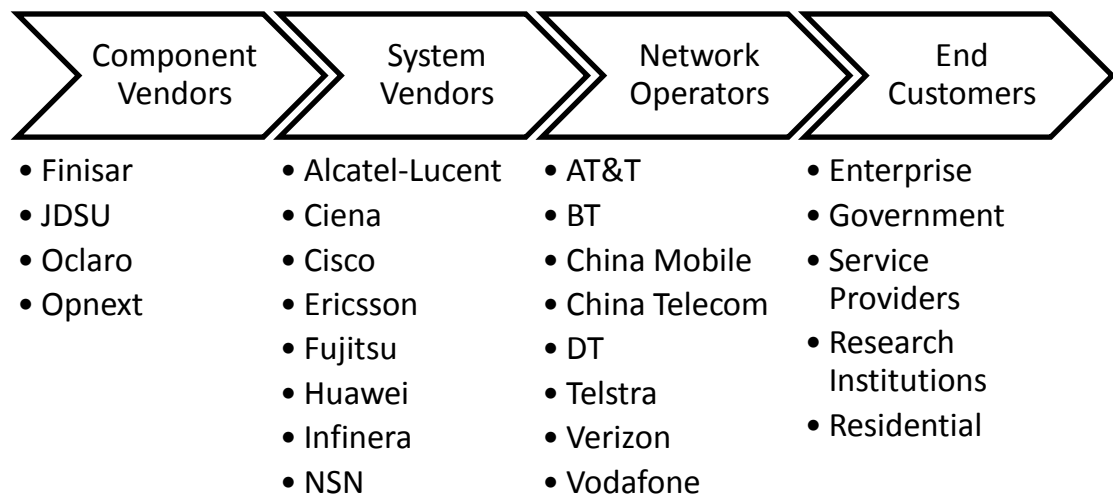 Component
Vendors
System
Vendors
Network
Operators
End
Customers
• Finisar
• JDSU
• Oclaro
• Opnext
• Alcatel-Lucent
• Ciena
• Cisco
• Ericsson
• Fujitsu
• Huawei
• Infinera
• NSN
• AT&T
• BT
• China Mobile
• China Telecom
• DT
• Telstra
• Verizon
• Vodafone
• Enterprise
• Government
• Service
Providers
• Research
Institutions
• Residential